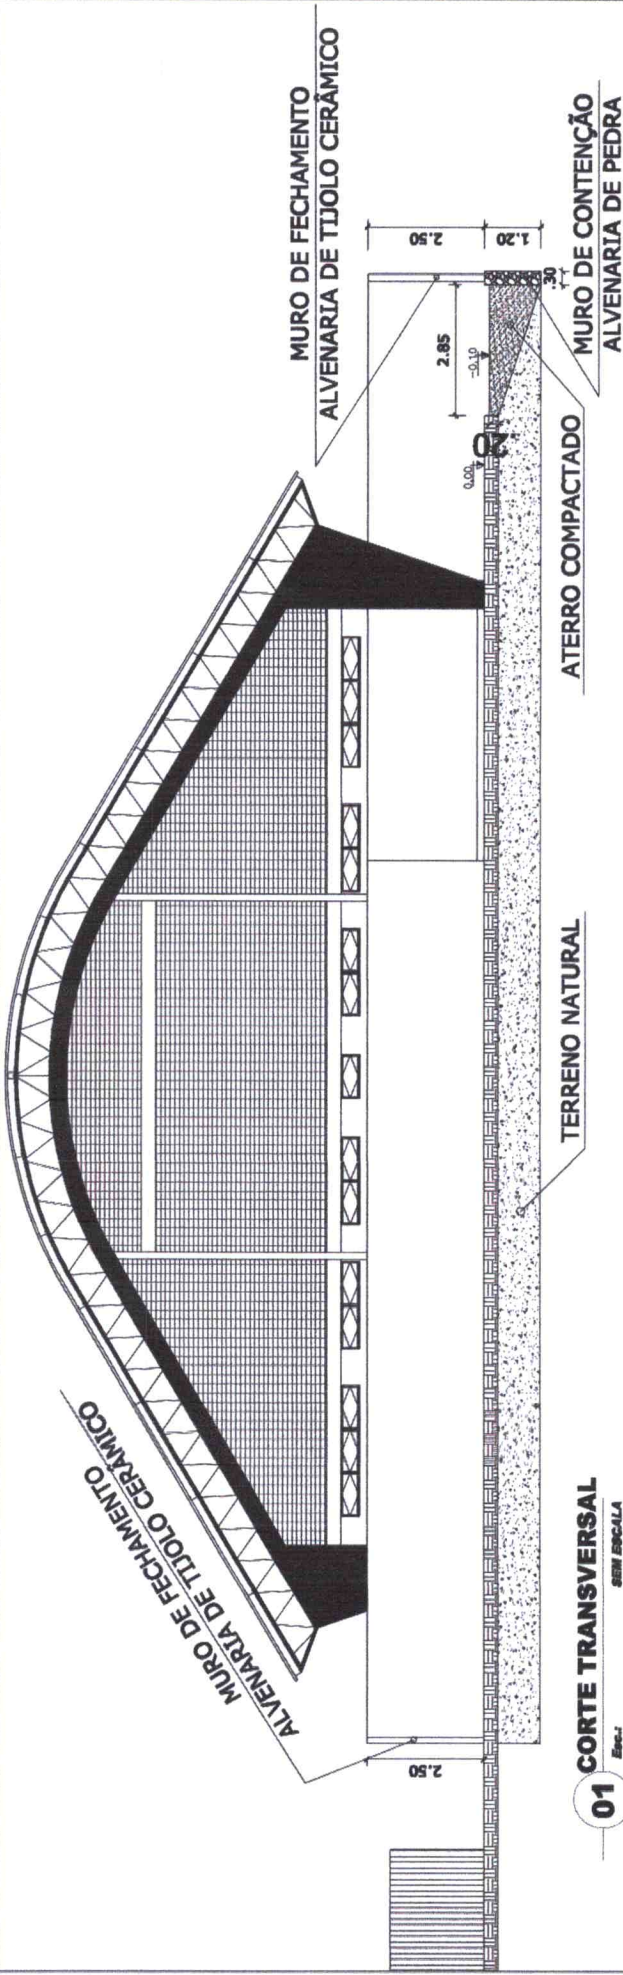 MURO DE FECHAMENTO
ALVENARIA DE TIJOLO CERÂMICO
MURO DE FECHAMENTO
ALVENARIA DE TIJOLO CERÂMICO
2.50
2.50
1.20
2.85
-0.10
.30
.20
0.00
MURO DE CONTENÇÃO
ALVENARIA DE PEDRA
ATERRO COMPACTADO
TERRENO NATURAL
01 CORTE TRANSVERSAL
Esc.: SEM ESCALA